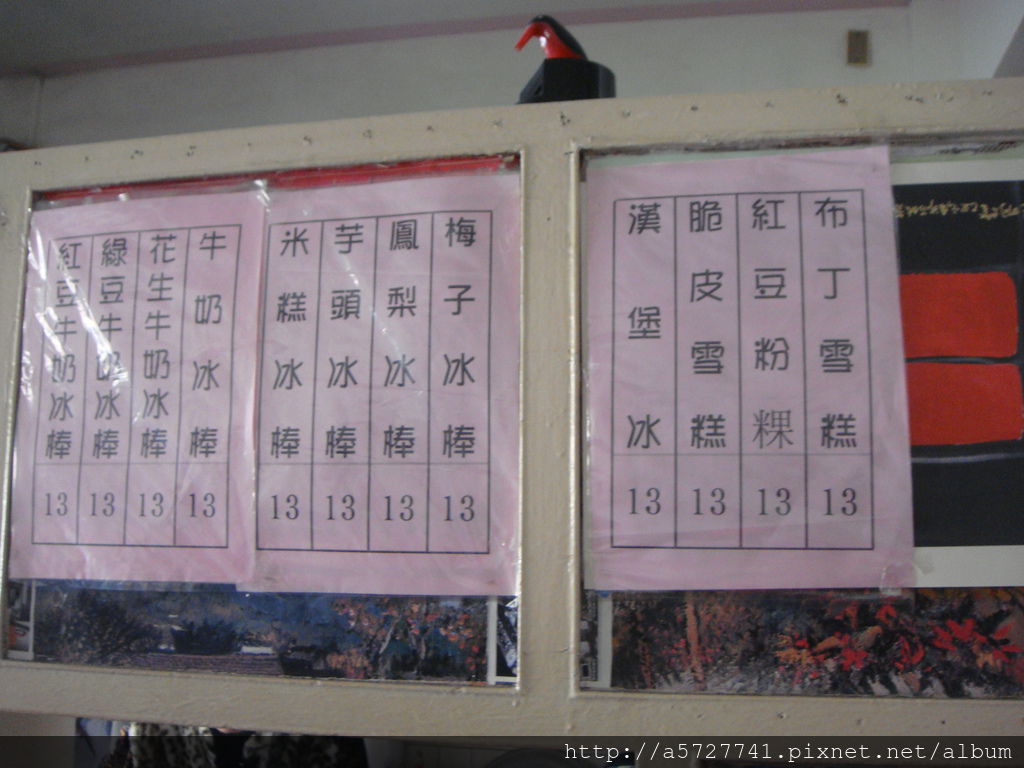 布丁雪糕 13
紅豆粉粿 13
脆皮雪糕 13
漢堡冰 13
梅子冰棒 13
鳳梨冰棒 13
芋頭冰棒 13
米糕冰棒 13
牛奶冰棒 13
花生牛奶冰棒 13
綠豆牛奶冰棒 13
紅豆牛奶冰棒 13
http://a5727741.pixnet.net/album